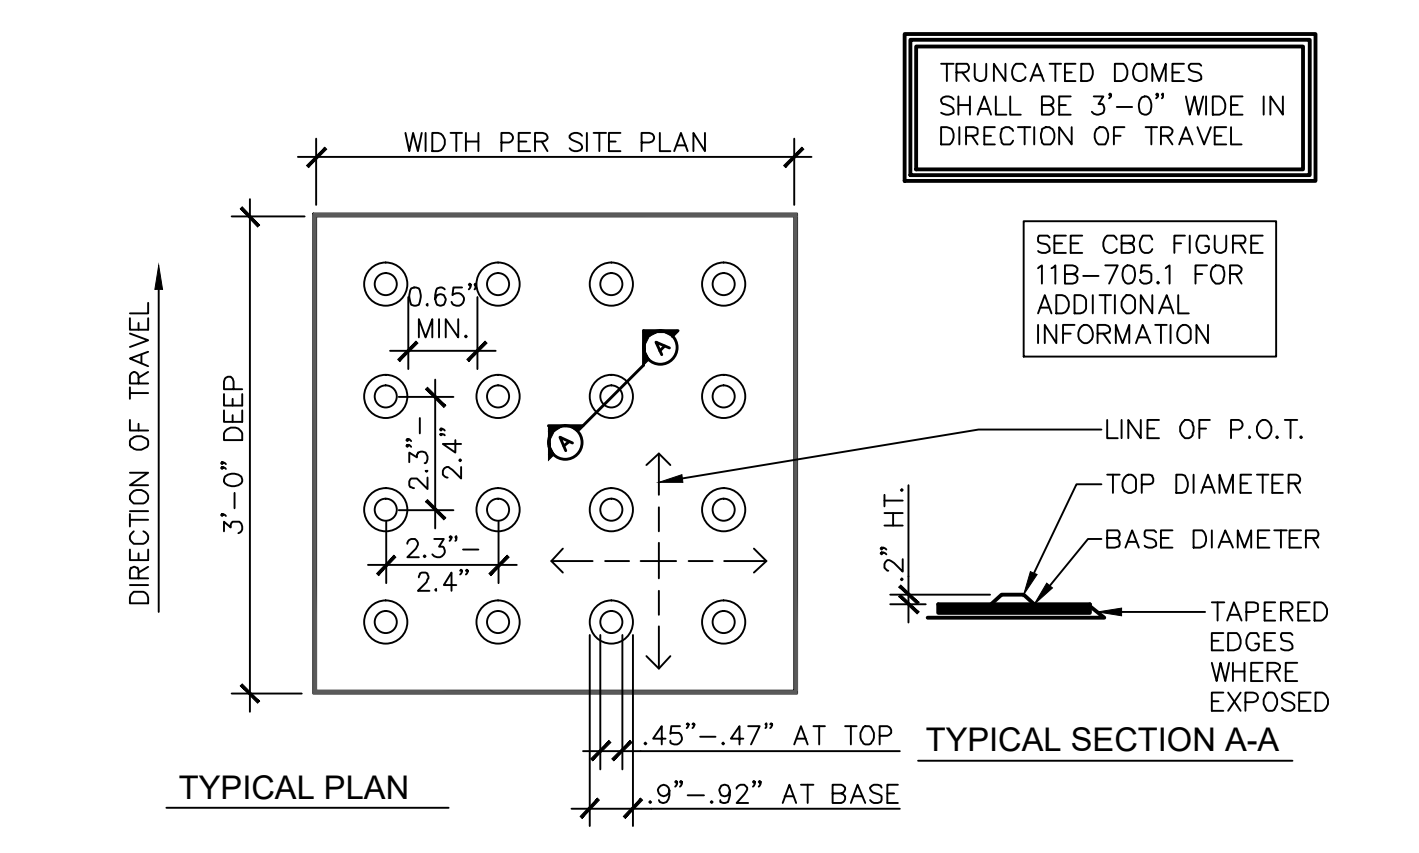 TRUNCATED DOMES
SHALL BE 3'-0" WIDE IN
DIRECTION OF TRAVEL
WIDTH PER SITE PLAN
SEE CBC FIGURE
11B-705.1 FOR
ADDITIONAL
INFORMATION
0.65"
MIN.
A
A
DIRECTION OF TRAVEL
3'-0" DEEP
2.3"-
2.4"
2.3"-
2.4"
LINE OF P.O.T.
TOP DIAMETER
BASE DIAMETER
.2" HT.
TAPERED
EDGES
WHERE
EXPOSED
.45"-.47" AT TOP
.9"-.92" AT BASE
TYPICAL SECTION A-A
TYPICAL PLAN